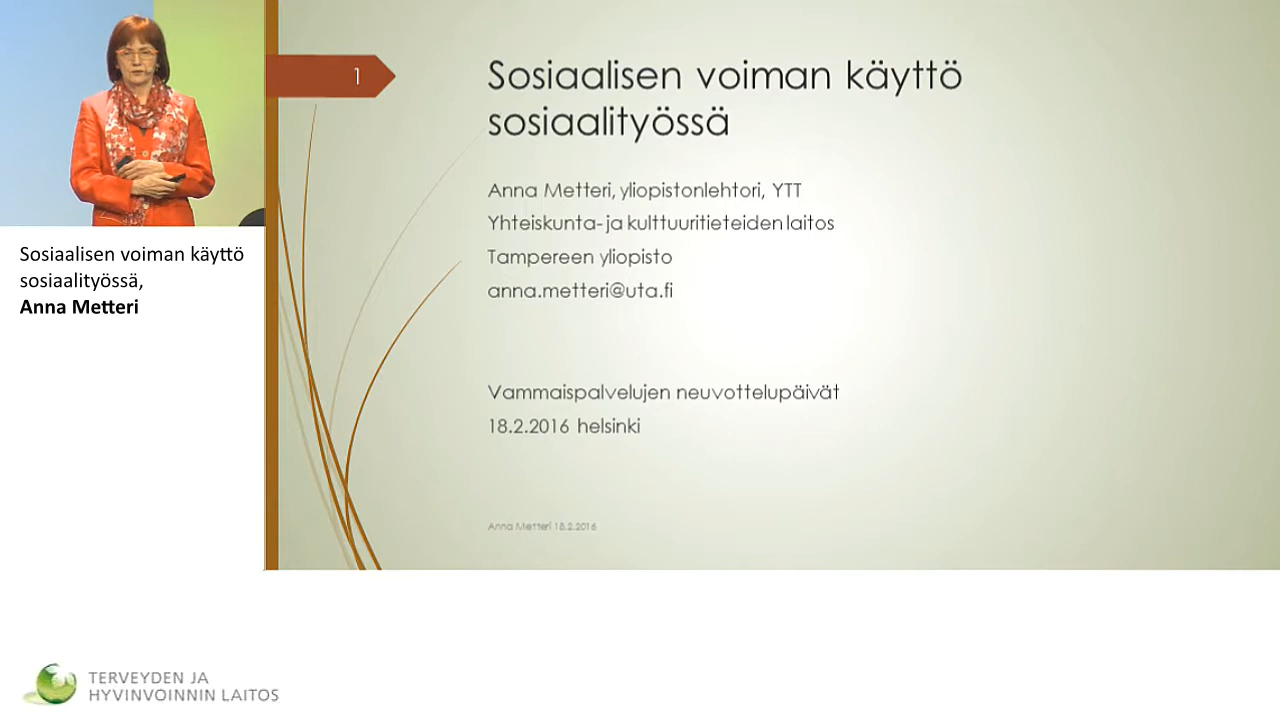 Sosiaalisen voiman käyttö
sosiaalityössä,
Anna Metteri
1
Sosiaalisen voiman käyttö
sosiaalityössä
Anna Metteri, yliopistonlehtori, YTT
Yhteiskunta- ja kulttuuritieteiden laitos
Tampereen yliopisto
anna.metteri@uta.fi
Vammaispalvelujen neuvottelupäivät
18.2.2016 helsinki
Anna Metteri 18.2.2016
TERVEYDEN JA
HYVINVOINNIN LAITOS